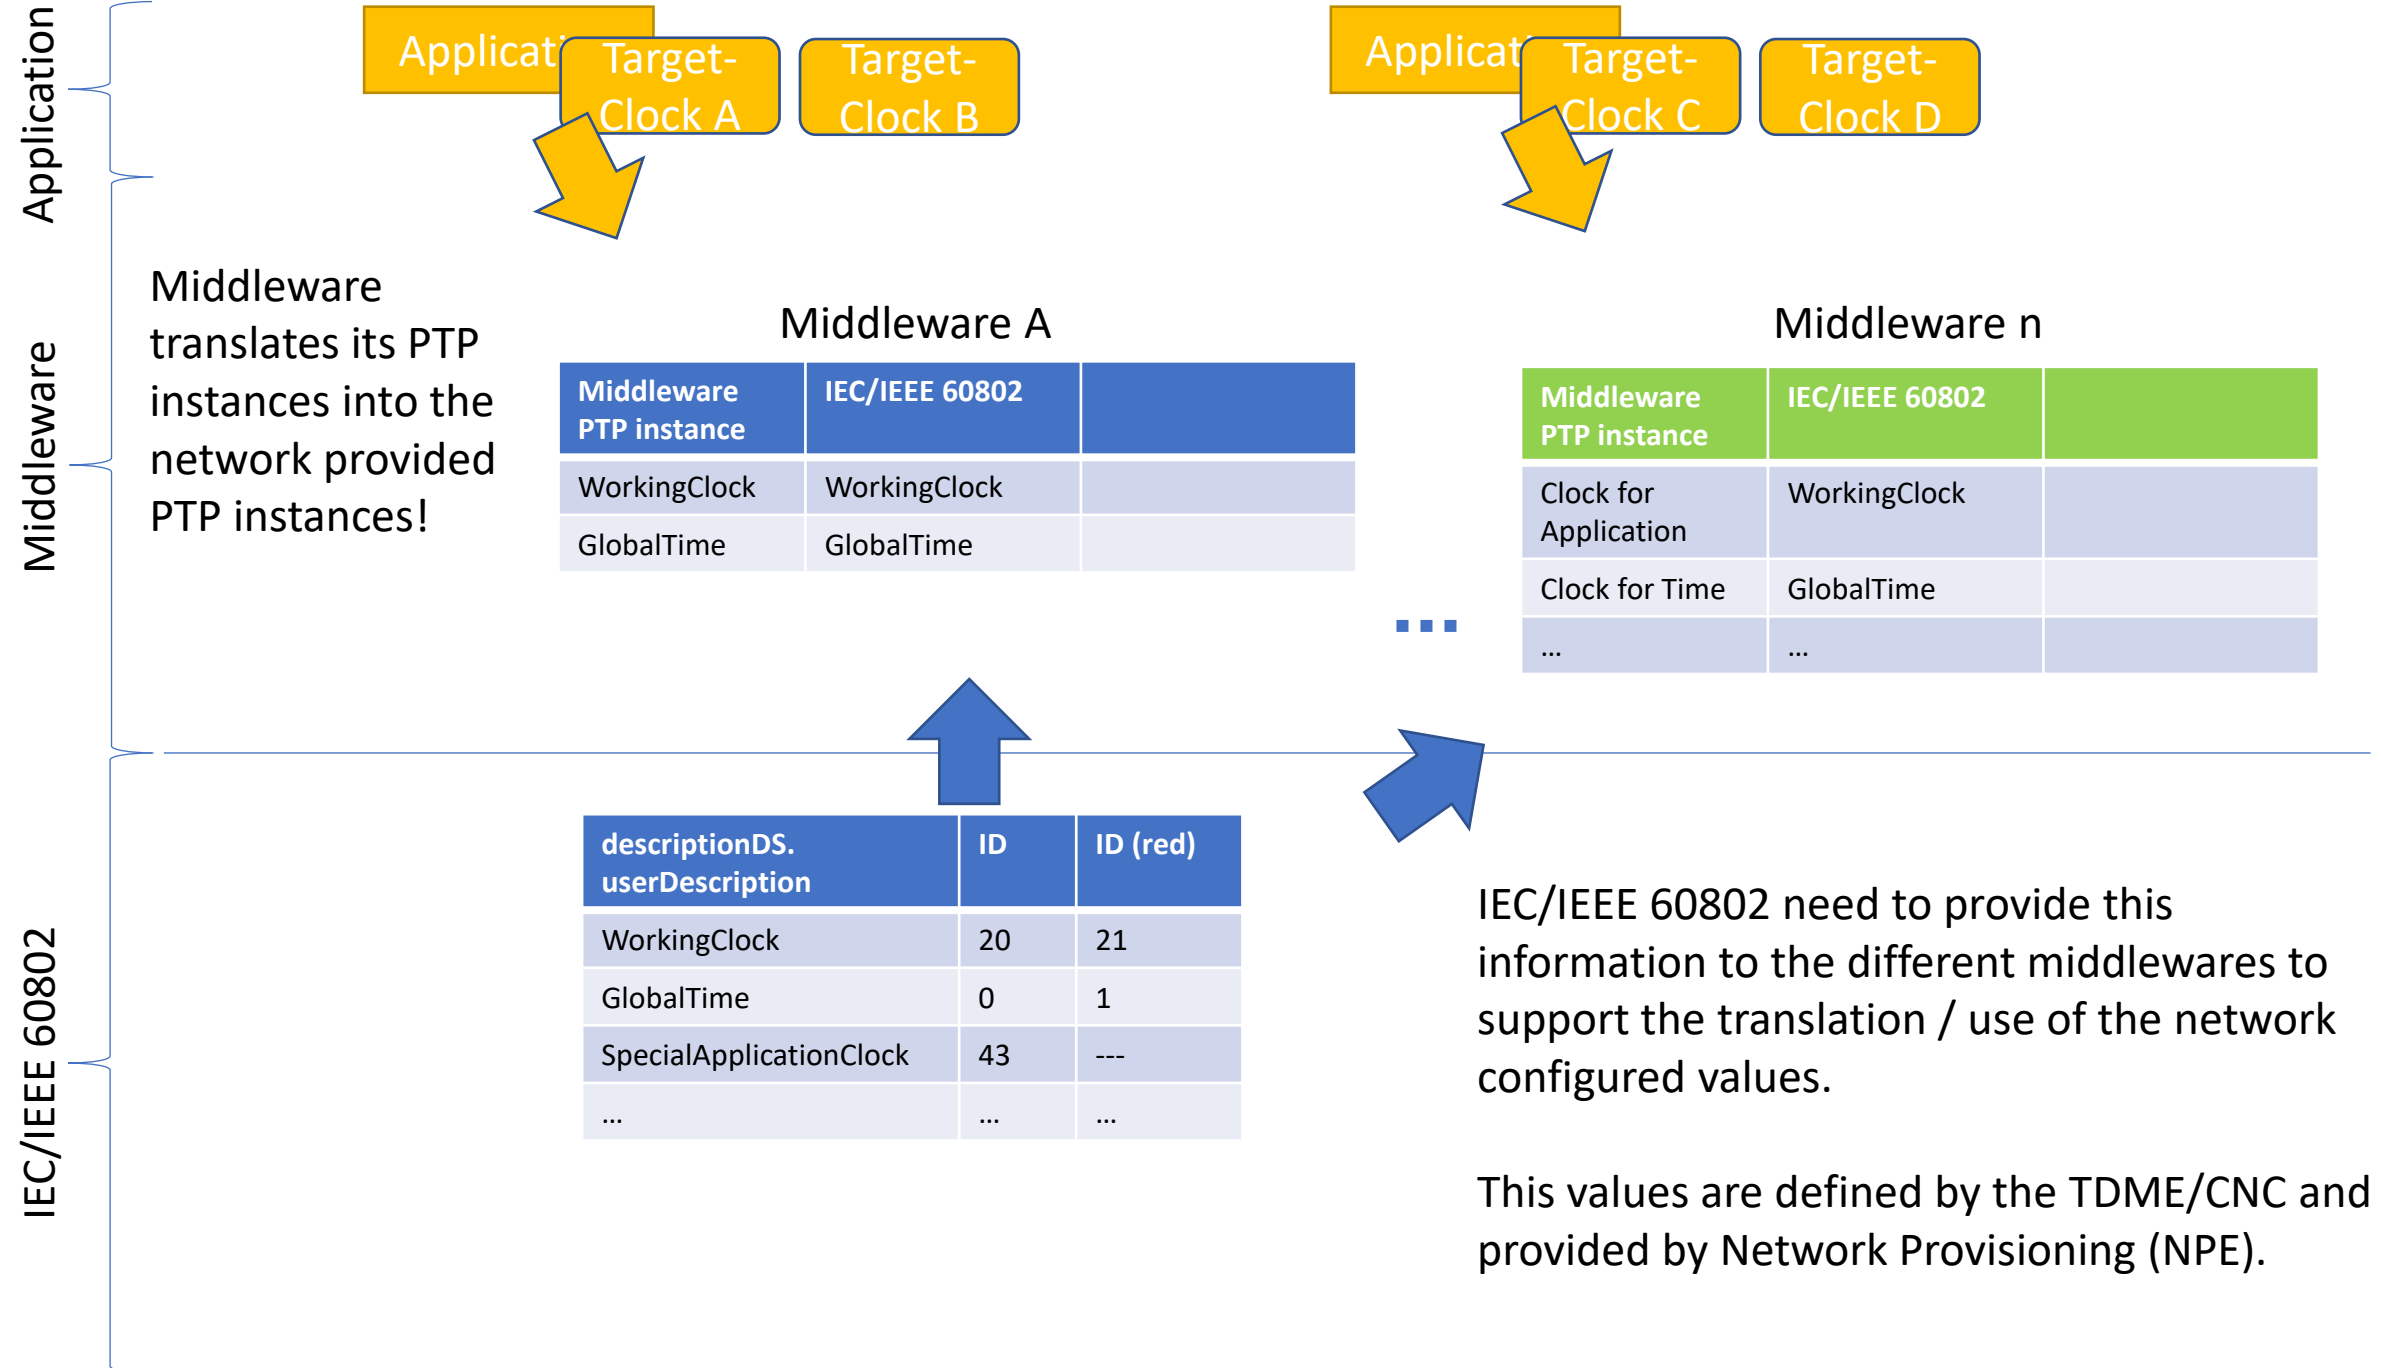 Application
Applicati
Target-
Clock A
Target-
Clock B
Applicati
Target-
Clock C
Target-
Clock D
Middleware
Middleware
translates its PTP
instances into the
network provided
PTP instances!
Middleware A
Middleware PTP instance IEC/IEEE 60802
WorkingClock WorkingClock
GlobalTime GlobalTime
...
Middleware n
Middleware PTP instance IEC/IEEE 60802
Clock for Application WorkingClock
Clock for Time GlobalTime
... ...
IEC/IEEE 60802
descriptionDS. userDescription ID ID (red)
WorkingClock 20 21
GlobalTime 0 1
SpecialApplicationClock 43 ---
... ... ...
IEC/IEEE 60802 need to provide this
information to the different middlewares to
support the translation / use of the network
configured values.
This values are defined by the TDME/CNC and
provided by Network Provisioning (NPE).